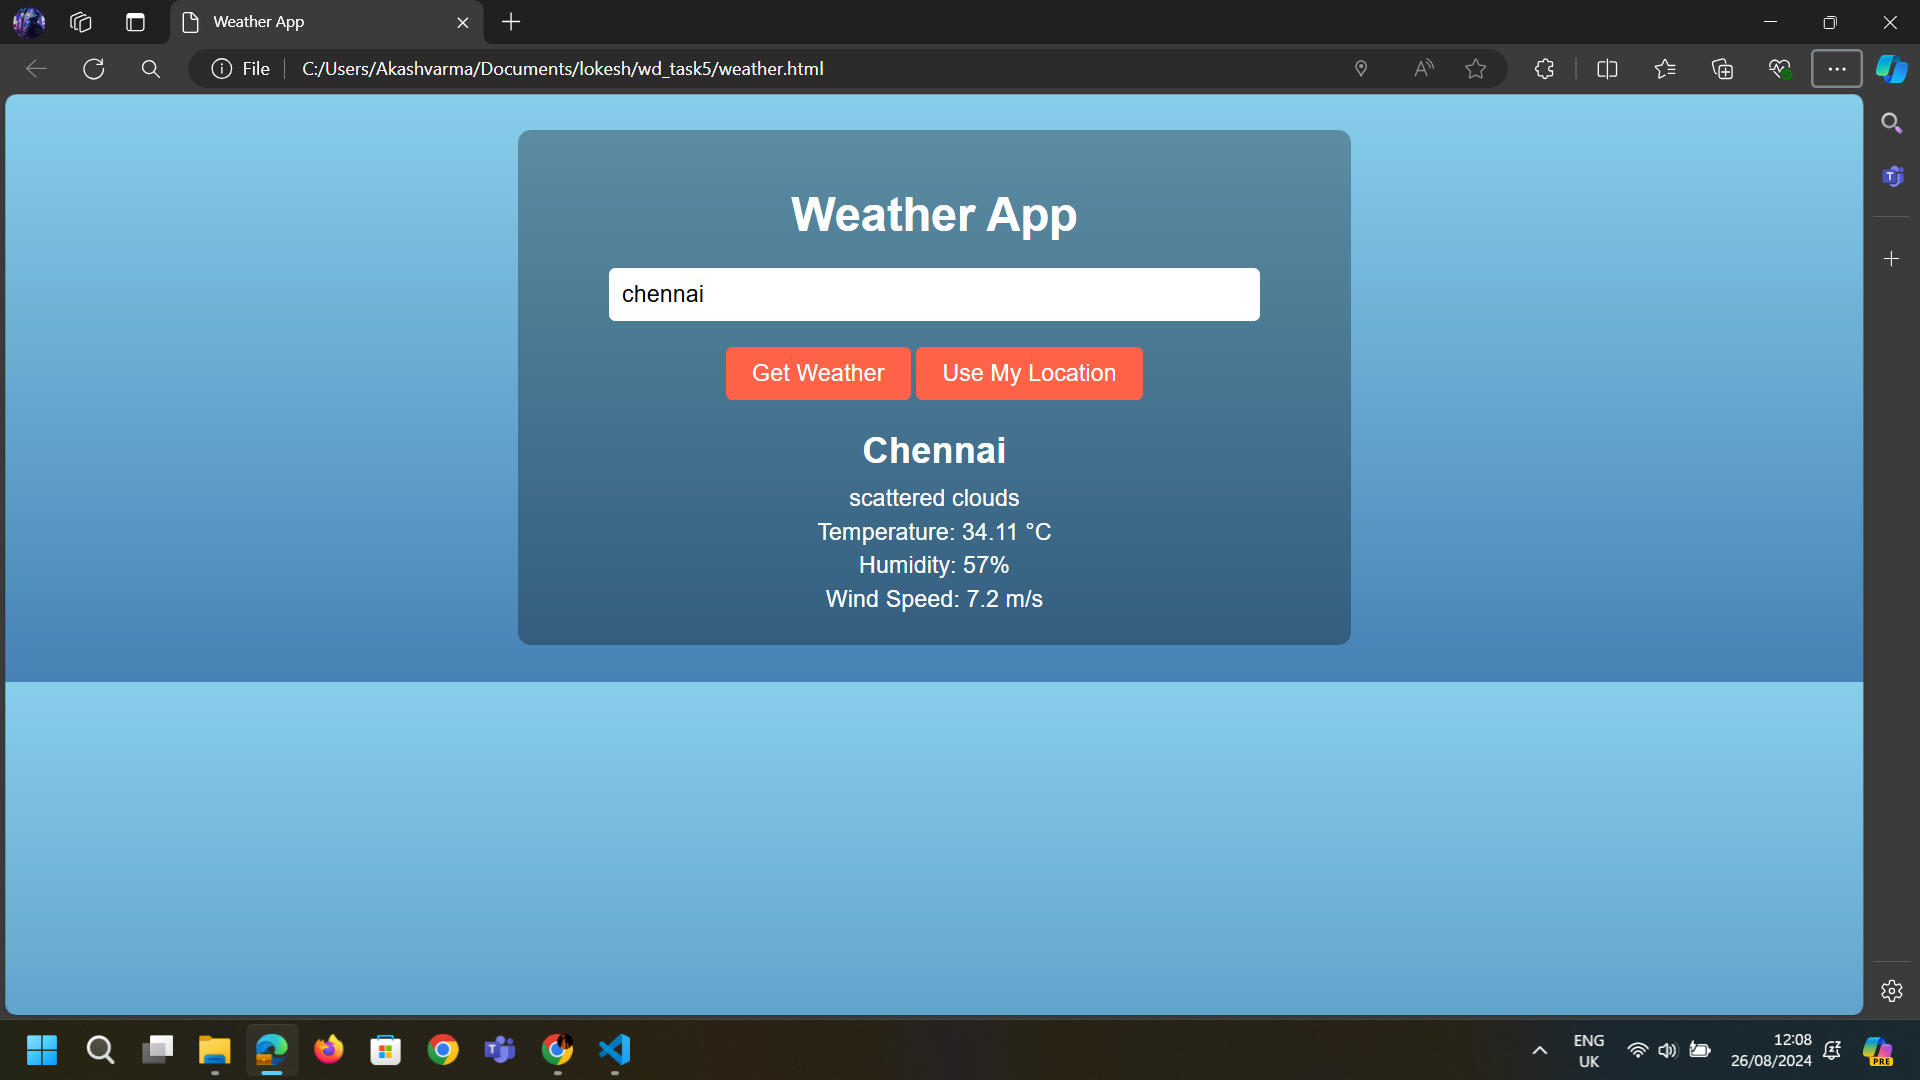 Weather App
File
C:/Users/Akashvarma/Documents/lokesh/wd_task5/weather.html
Weather App
chennai
Get Weather
Use My Location
Chennai
scattered clouds
Temperature: 34.11 °C
Humidity: 57%
Wind Speed: 7.2 m/s
ENG
UK
12:08
26/08/2024
PRE